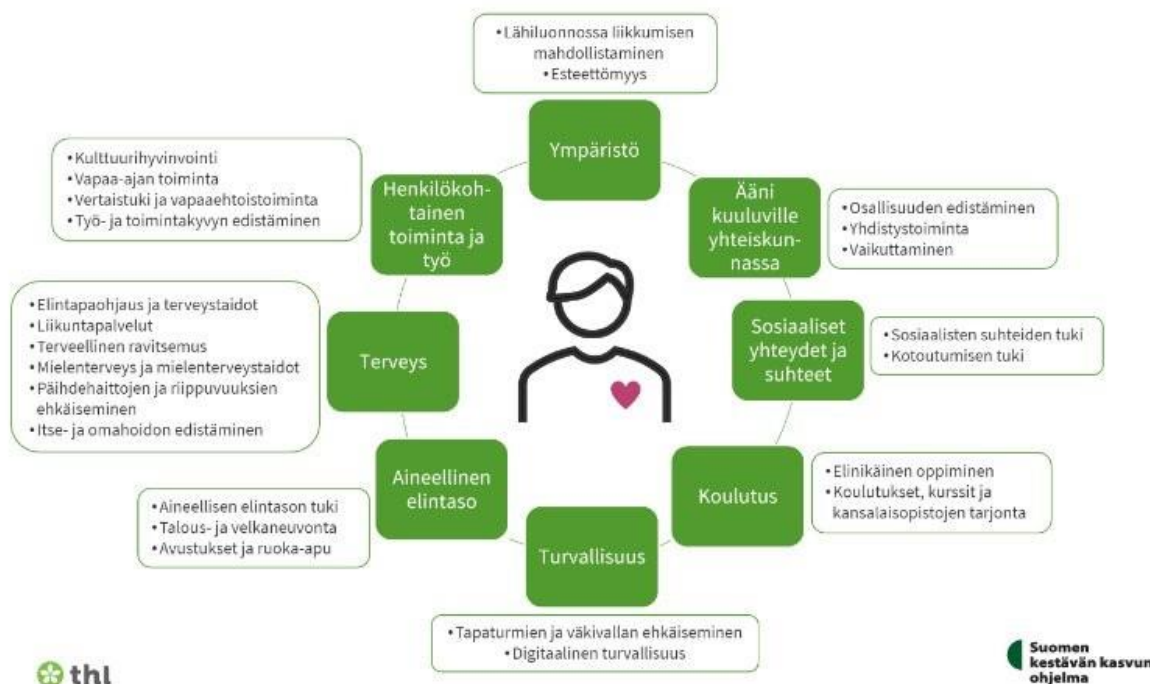 • Lähiluonnossa liikkumisen
mahdollistaminen
• Esteettömyys
Ympäristö
• Kulttuurihyvinvointi
• Vapaa-ajan toiminta
• Vertaistuki ja vapaaehtoistoiminta
• Työ- ja toimintakyvyn edistäminen
Henkilökoh-
tainen
toiminta ja
työ
Ääni
kuuluville
yhteiskun-
nassa
• Osallisuuden edistäminen
• Yhdistystoiminta
• Vaikuttaminen
• Elintapaohjaus ja terveystaidot
• Liikuntapalvelut
• Terveellinen ravitsemus
• Mielenterveys ja mielenterveystaidot
• Päihdehaittojen ja riippuvuuksien
ehkäiseminen
• Itse- ja omahoidon edistäminen
Terveys
Sosiaaliset
yhteydet ja
suhteet
• Sosiaalisten suhteiden tuki
• Kotoutumisen tuki
• Aineellisen elintason tuki
• Talous- ja velkaneuvonta
• Avustukset ja ruoka-apu
Aineellinen
elintaso
Koulutus
• Elinikäinen oppiminen
• Koulutukset, kurssit ja
kansalaisopistojen tarjonta
Turvallisuus
• Tapaturmien ja väkivallan ehkäiseminen
• Digitaalinen turvallisuus
thl
Suomen
kestävän kasvun
ohjelma